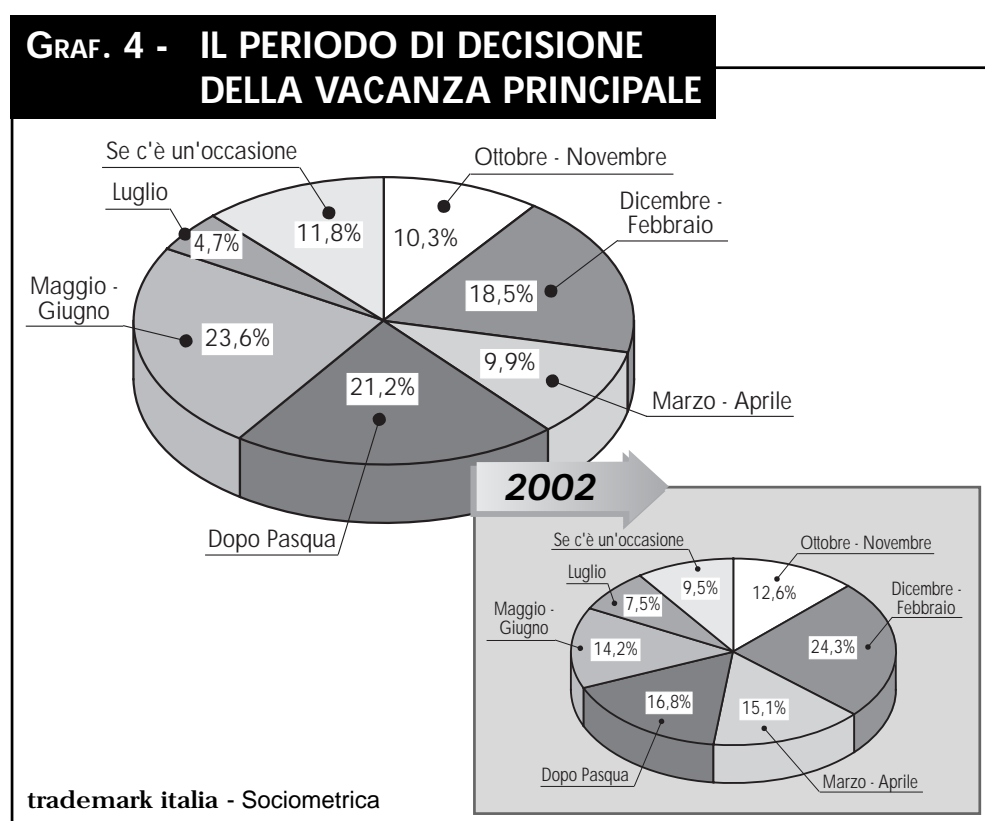 GRAF. 4 - IL PERIODO DI DECISIONE
DELLA VACANZA PRINCIPALE
Se c'è un'occasione
Ottobre - Novembre
Luglio
Dicembre -
Febbraio
11,8%
10,3%
4,7%
Maggio -
Giugno
18,5%
23,6%
9,9%
21,2%
Marzo - Aprile
Dopo Pasqua
2002
Se c'è un'occasione
Ottobre - Novembre
Luglio
Dicembre -
Febbraio
9,5%
12,6%
7,5%
Maggio -
Giugno
14,2%
24,3%
16,8%
15,1%
Dopo Pasqua
Marzo - Aprile
trademark italia - Sociometrica